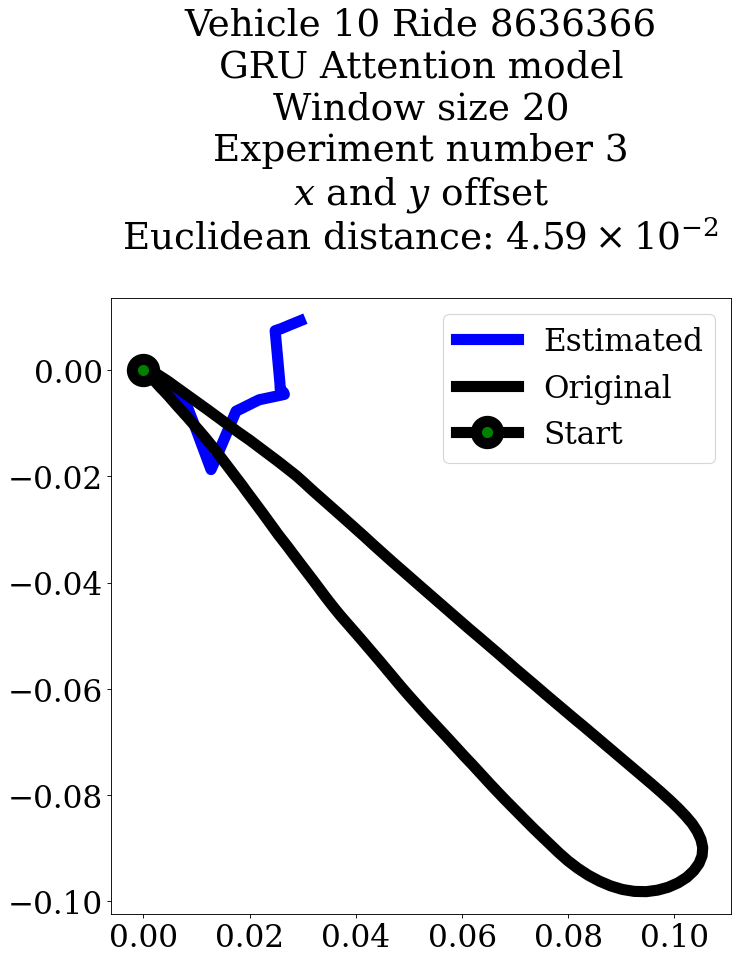 Vehicle 10 Ride 8636366
GRU Attention model
Window size 20
Experiment number 3
x and y offset
Euclidean distance: 4.59 × 10⁻²
Estimated
Original
Start
0.00
−0.02
−0.04
−0.06
−0.08
−0.10
0.00 0.02 0.04 0.06 0.08 0.10